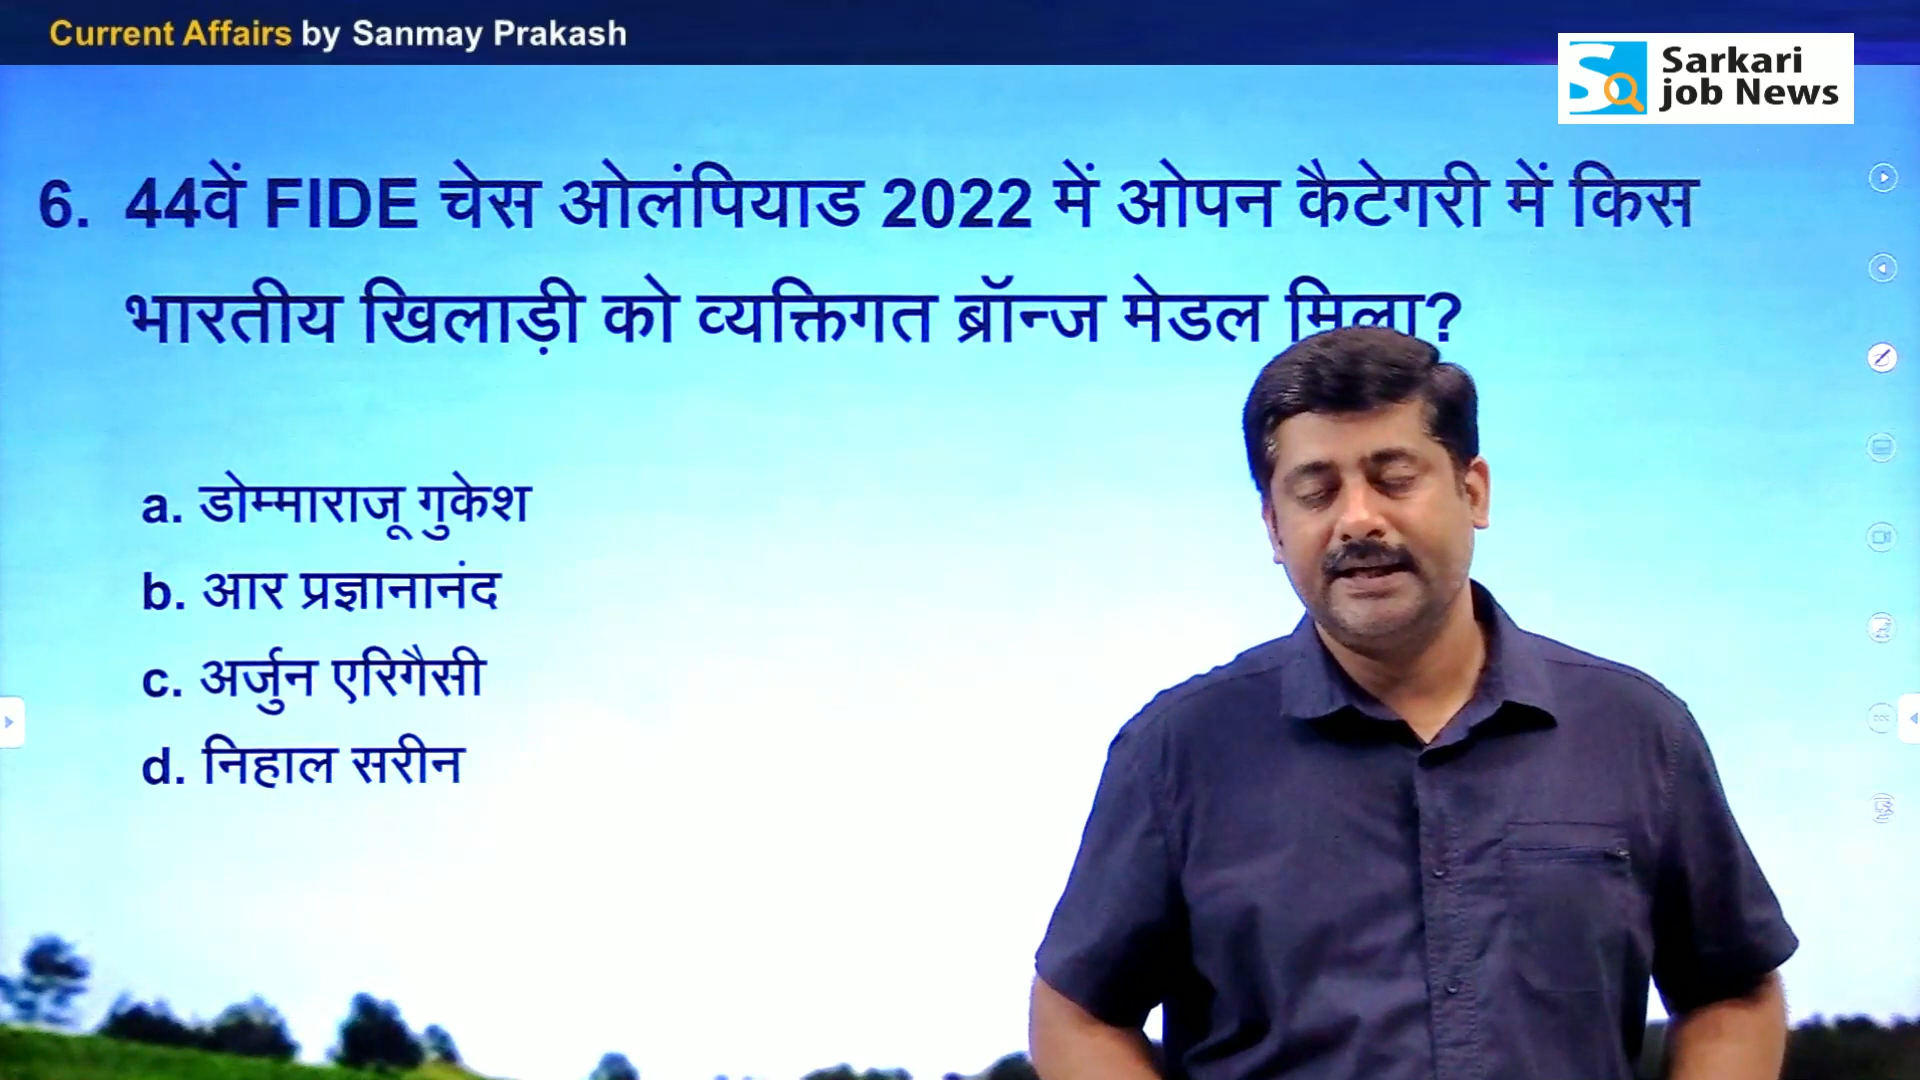 Current Affairs by Sanmay Prakash
Sarkari
job News
6. 44वें FIDE चेस ओलंपियाड 2022 में ओपन कैटेगरी में किस
भारतीय खिलाड़ी को व्यक्तिगत ब्रॉन्ज मेडल मिला?
a. डोम्माराजू गुकेश
b. आर प्रज्ञानानंद
c. अर्जुन एरिगैसी
d. निहाल सरीन